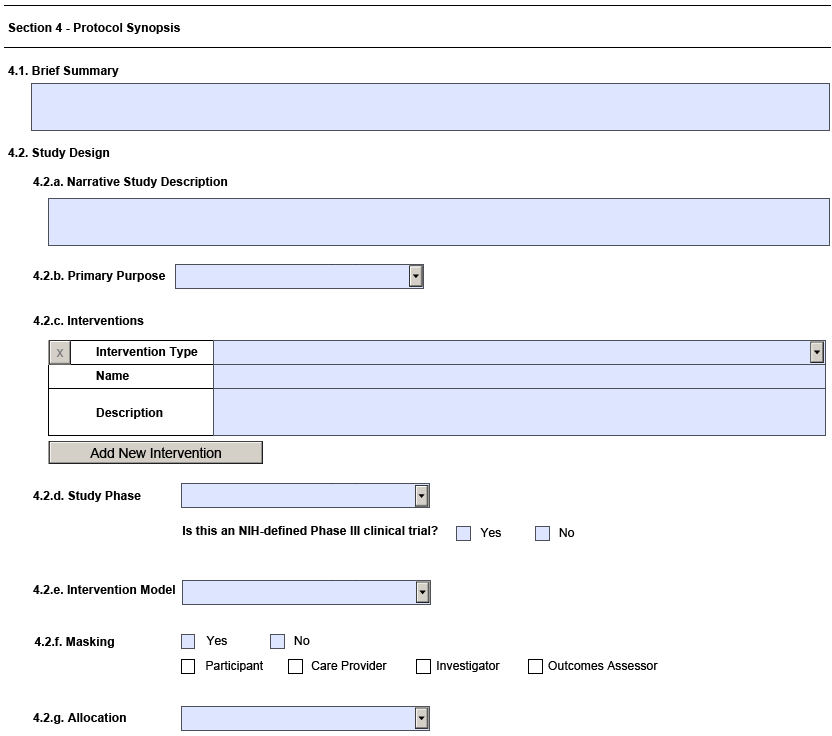 Section 4 - Protocol Synopsis
4.1. Brief Summary
4.2. Study Design
4.2.a. Narrative Study Description
4.2.b. Primary Purpose
4.2.c. Interventions
X Intervention Type
Name
Description
Add New Intervention
4.2.d. Study Phase
Is this an NIH-defined Phase III clinical trial? Yes No
4.2.e. Intervention Model
4.2.f. Masking Yes No
Participant Care Provider Investigator Outcomes Assessor
4.2.g. Allocation